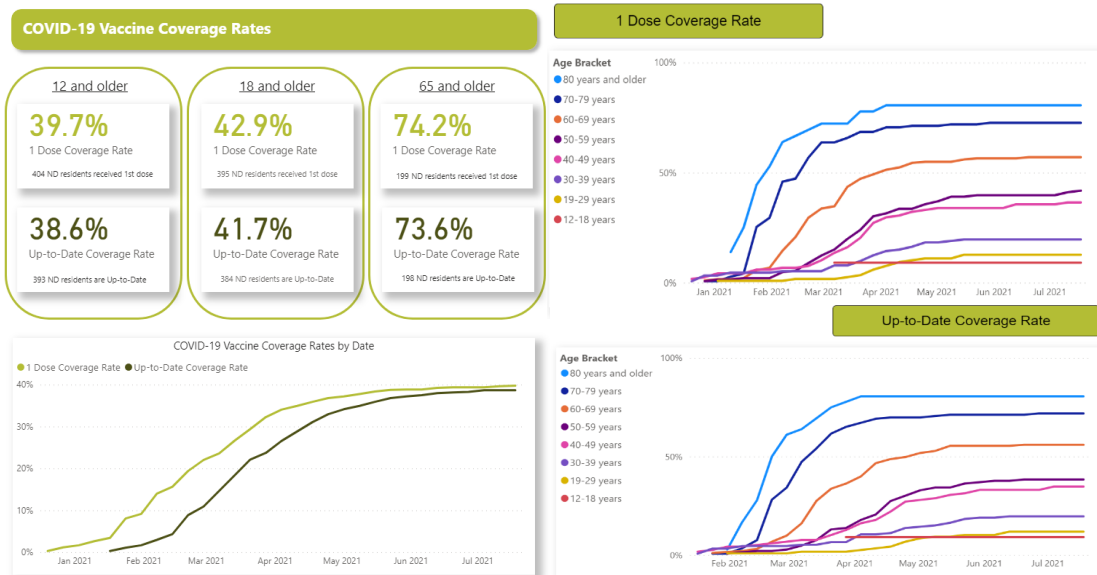 COVID-19 Vaccine Coverage Rates
12 and older
39.7%
1 Dose Coverage Rate
404 ND residents received 1st dose
38.6%
Up-to-Date Coverage Rate
393 ND residents are Up-to-Date
18 and older
42.9%
1 Dose Coverage Rate
395 ND residents received 1st dose
41.7%
Up-to-Date Coverage Rate
384 ND residents are Up-to-Date
65 and older
74.2%
1 Dose Coverage Rate
199 ND residents received 1st dose
73.6%
Up-to-Date Coverage Rate
198 ND residents are Up-to-Date
COVID-19 Vaccine Coverage Rates by Date
1 Dose Coverage Rate Up-to-Date Coverage Rate
40%
30%
20%
10%
0%
Jan 2021 Feb 2021 Mar 2021 Apr 2021 May 2021 Jun 2021 Jul 2021
1 Dose Coverage Rate
Age Bracket
80 years and older
70-79 years
60-69 years
50-59 years
40-49 years
30-39 years
19-29 years
12-18 years
100%
50%
0%
Jan 2021 Feb 2021 Mar 2021 Apr 2021 May 2021 Jun 2021 Jul 2021
Up-to-Date Coverage Rate
Age Bracket
80 years and older
70-79 years
60-69 years
50-59 years
40-49 years
30-39 years
19-29 years
12-18 years
100%
50%
0%
Feb 2021 Mar 2021 Apr 2021 May 2021 Jun 2021 Jul 2021